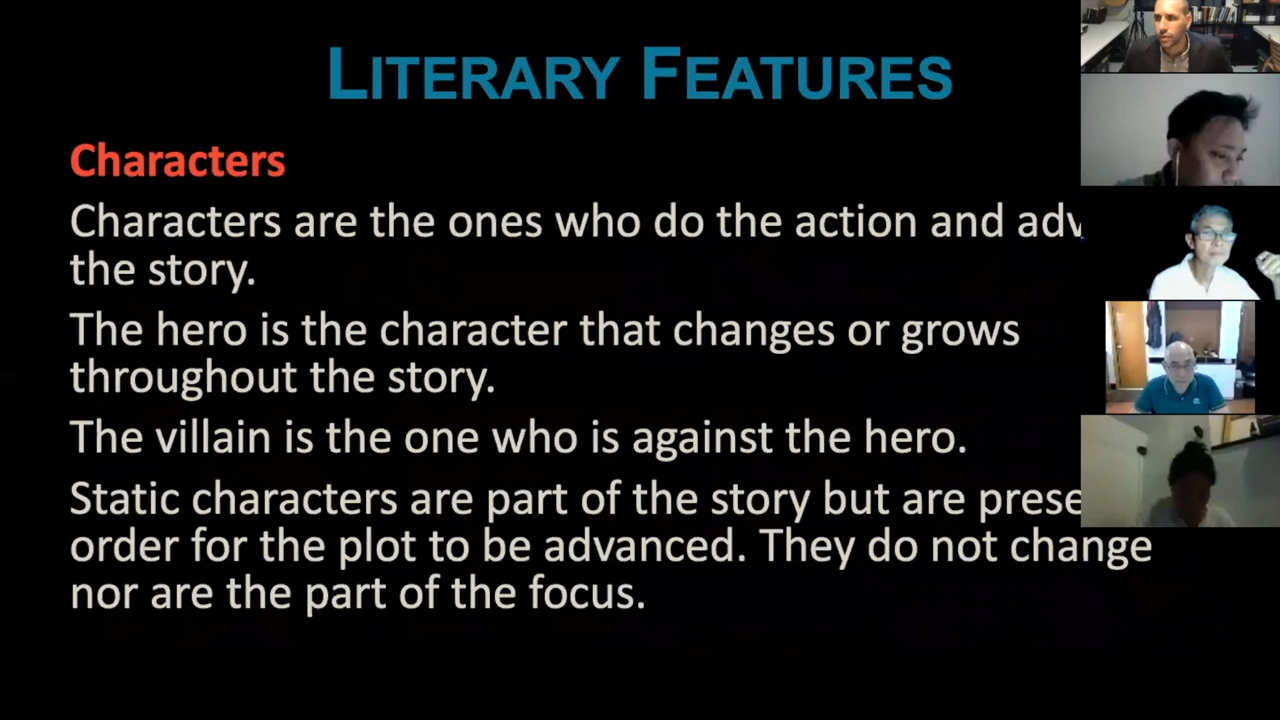 LITERARY FEATURES
Characters
Characters are the ones who do the action and
the story.
The hero is the character that changes or grows
throughout the story.
The villain is the one who is against the hero.
Static characters are part of the story but are
order for the plot to be advanced. They do not change
nor are the part of the focus.